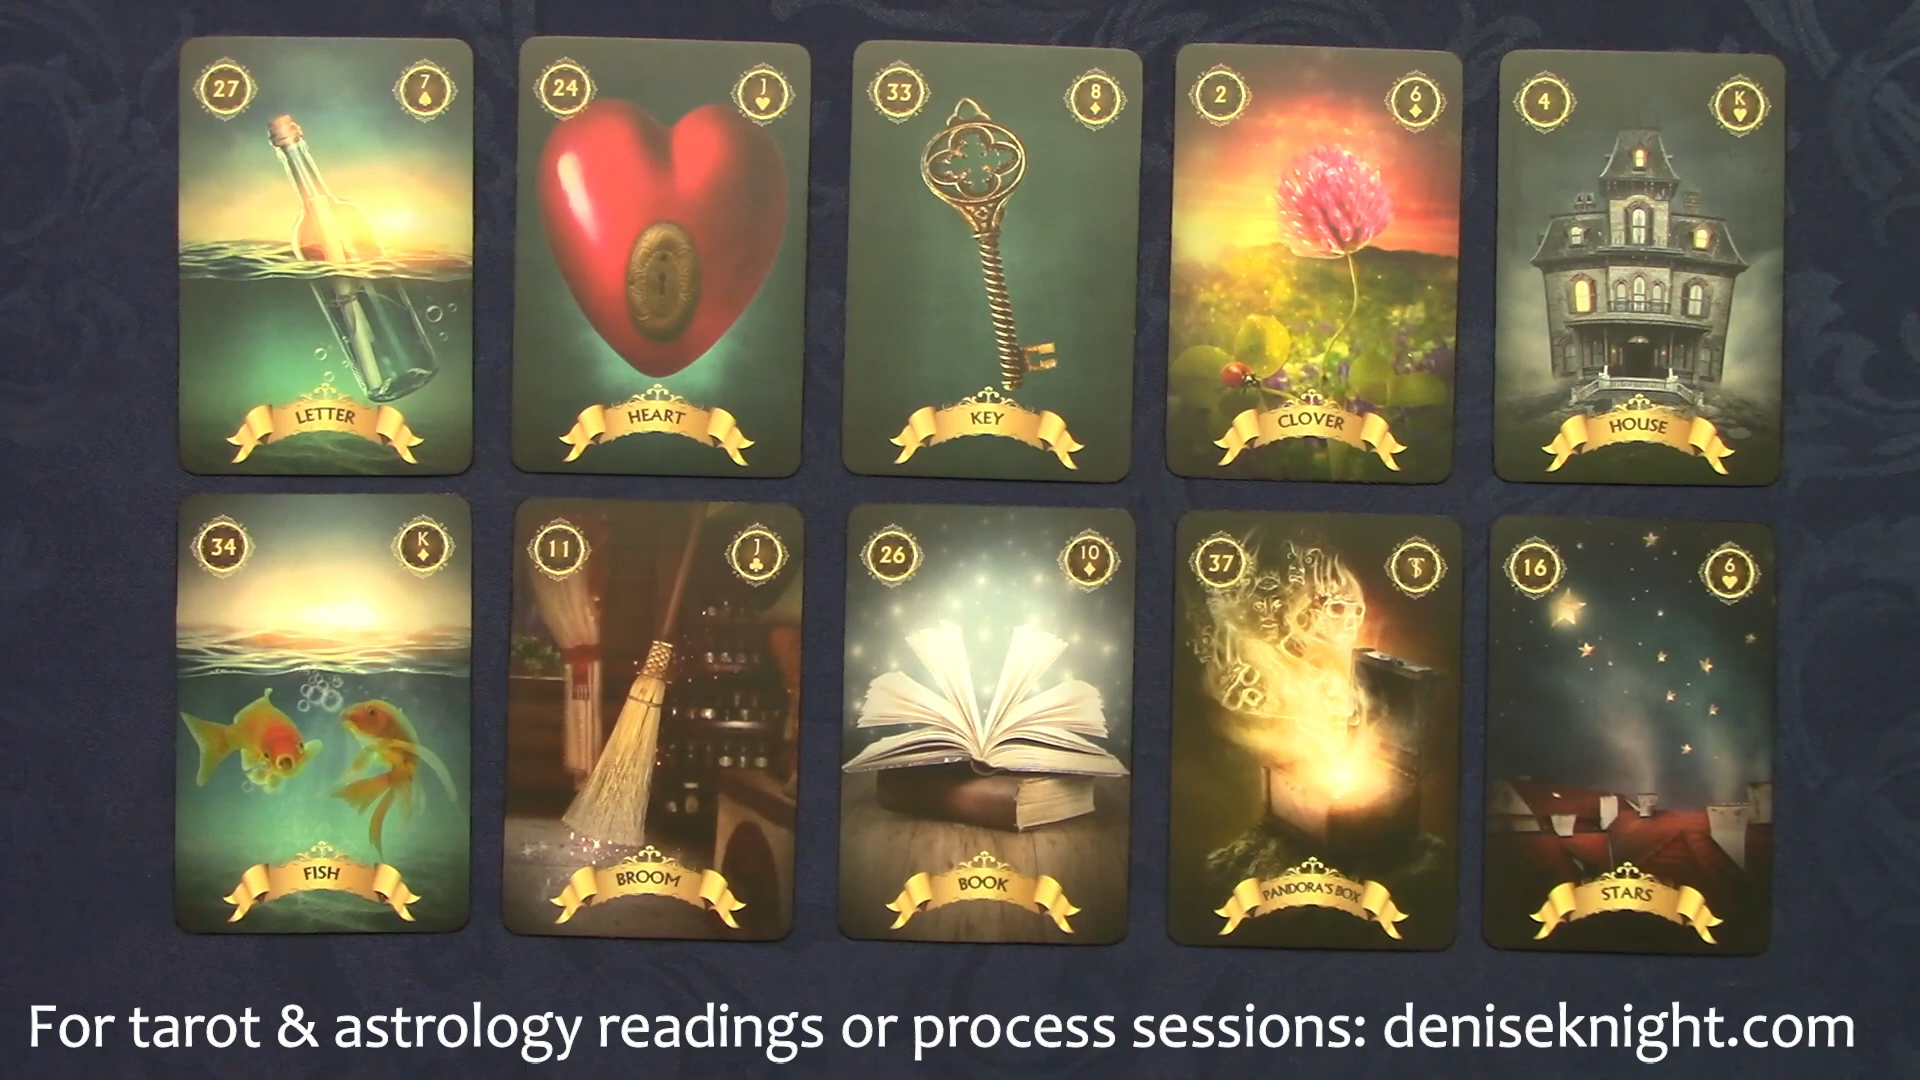 27 7
LETTER
24 J
HEART
33 8
KEY
2 6
CLOVER
4 K
HOUSE
34 K
FISH
11 J
BROOM
26 10
BOOK
37
PANDORA'S BOX
16 6
STARS
For tarot & astrology readings or process sessions: deniseknight.com